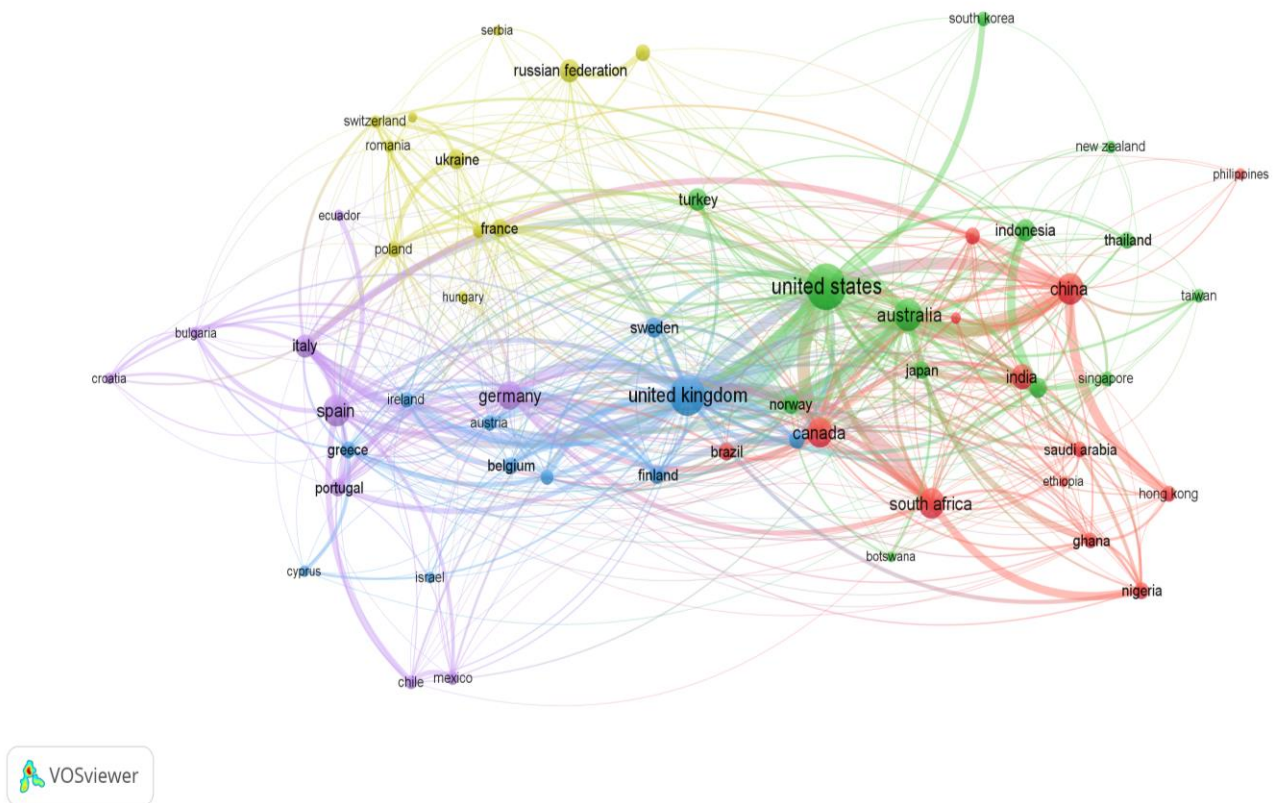 south korea
serbia
russian federation
switzerland
romania
new zealand
ukraine
philippines
turkey
ecuador
france
indonesia
thailand
poland
united states
china
hungary
taiwan
australia
sweden
bulgaria
italy
japan
india
singapore
croatia
germany
united kingdom
ireland
norway
spain
austria
canada
greece
brazil
saudi arabia
belgium
finland
ethiopia
portugal
hong kong
south africa
ghana
botswana
cyprus
israel
nigeria
chile
mexico
VOSviewer